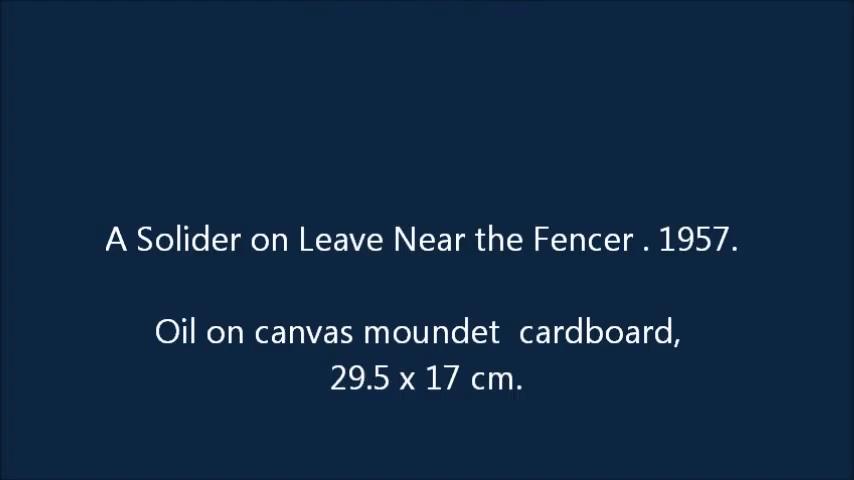 A Solider on Leave Near the Fencer . 1957.
Oil on canvas moundet  cardboard,
29.5 x 17 cm.